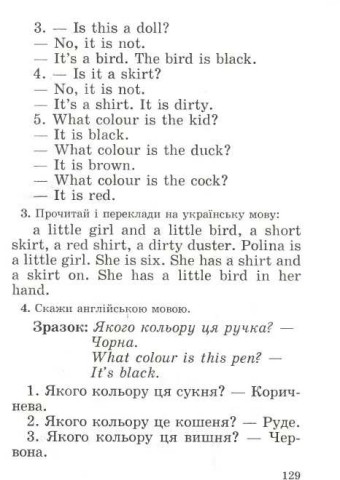 3. — Is this a doll?
— No, it is not.
— It's a bird. The bird is black.
4. — Is it a skirt?
— No, it is not.
— It's a shirt. It is dirty.
5. What colour is the kid?
— It is black.
— What colour is the duck?
— It is brown.
— What colour is the cock?
— It is red.
3. Прочитай і переклади на українську мову:
a little girl and a little bird, a short
skirt, a red shirt, a dirty duster. Polina is
a little girl. She is six. She has a shirt and
a skirt on. She has a little bird in her
hand.
4. Скажи англійською мовою.
Зразок: Якого кольору ця ручка? —
Чорна.
What colour is this pen? —
It's black.
1. Якого кольору ця сукня? — Корич-
нева.
2. Якого кольору це кошеня? — Руде.
3. Якого кольору ця вишня? — Чер-
вона.
129